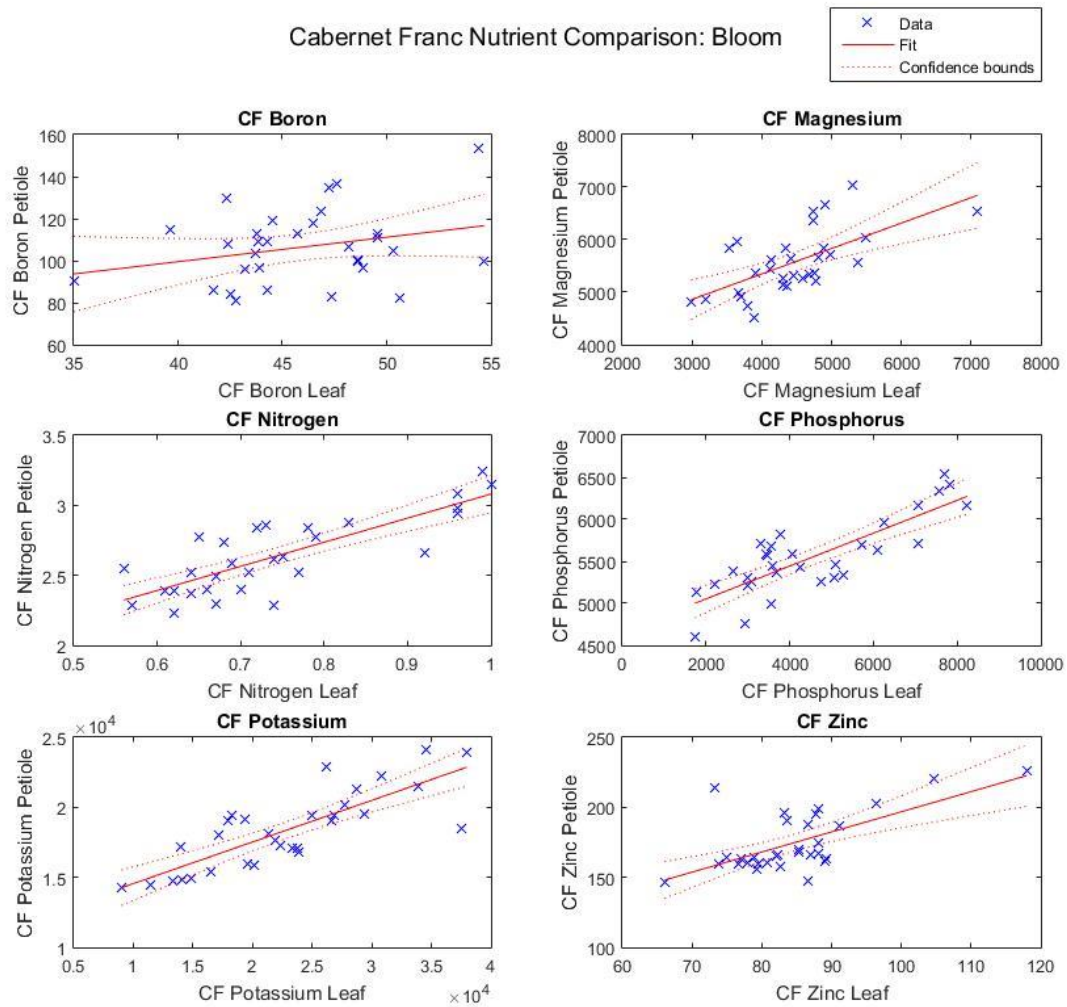 Cabernet Franc Nutrient Comparison: Bloom
Data
Fit
Confidence bounds
CF Boron
160
140
120
100
80
60
CF Boron Petiole
35 40 45 50 55
CF Boron Leaf
CF Magnesium
8000
7000
6000
5000
4000
CF Magnesium Petiole
2000 3000 4000 5000 6000 7000 8000
CF Magnesium Leaf
CF Nitrogen
3.5
3
2.5
2
CF Nitrogen Petiole
0.5 0.6 0.7 0.8 0.9 1
CF Nitrogen Leaf
CF Phosphorus
7000
6500
6000
5500
5000
4500
CF Phosphorus Petiole
0 2000 4000 6000 8000 10000
CF Phosphorus Leaf
CF Potassium
× 10^4
2.5
2
1.5
1
CF Potassium Petiole
0.5 1 1.5 2 2.5 3 3.5 4
CF Potassium Leaf
× 10^4
CF Zinc
250
200
150
100
CF Zinc Petiole
60 70 80 90 100 110 120
CF Zinc Leaf